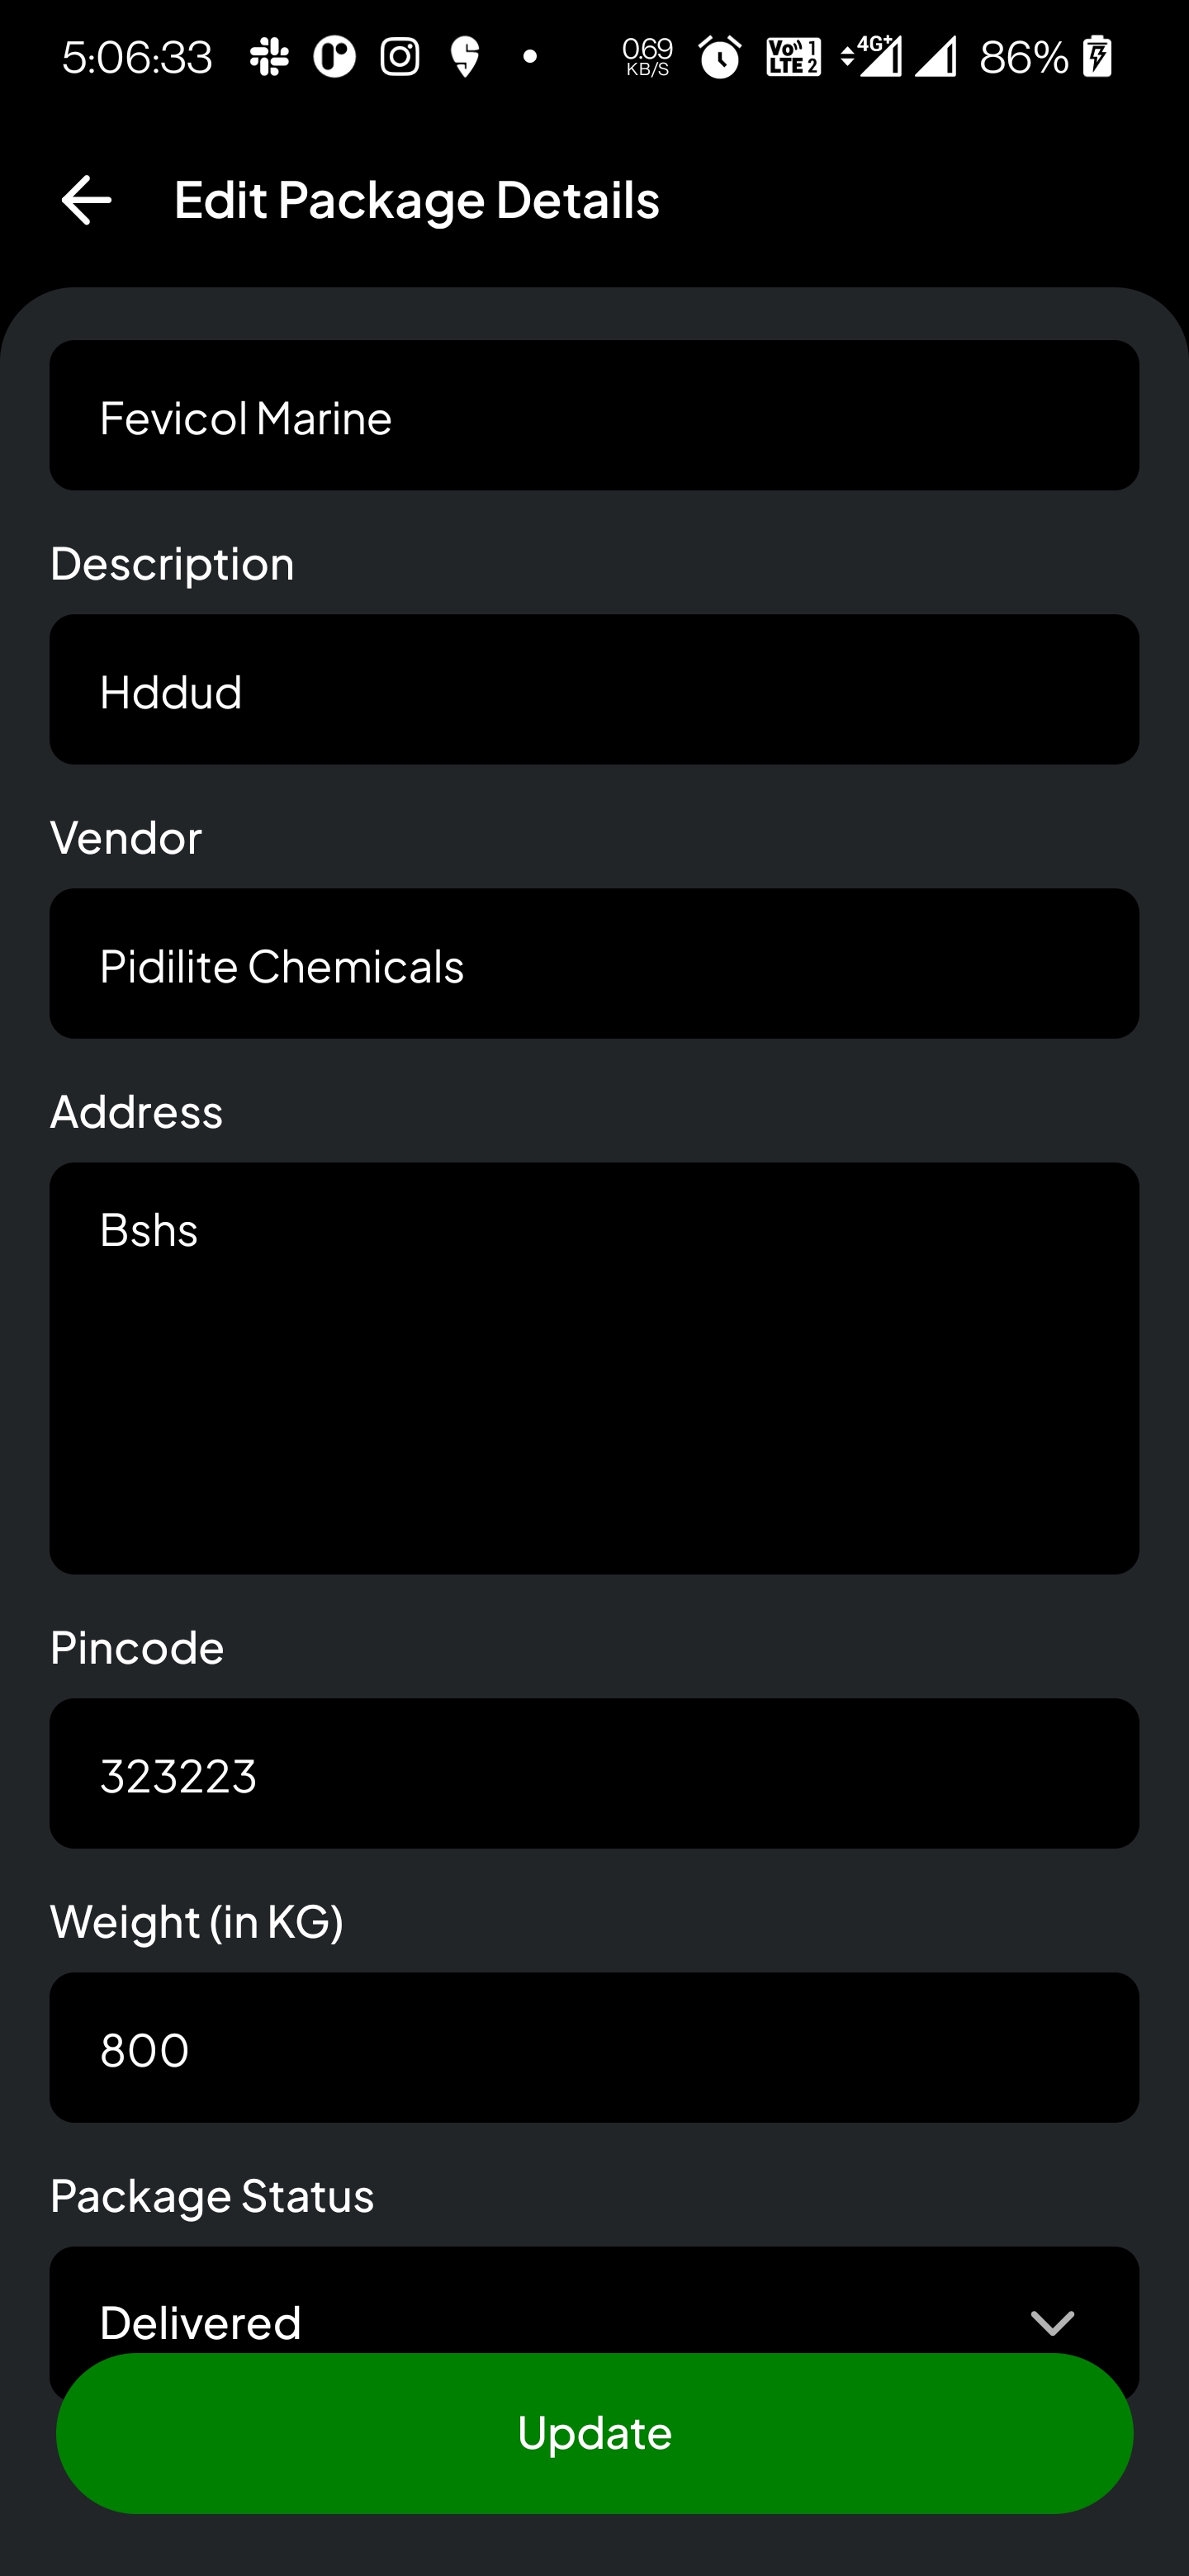 5:06:33 0.69 KB/S Vo)) 1 LTE 2 4G+ 86%
Edit Package Details
Fevicol Marine
Description
Hddud
Vendor
Pidilite Chemicals
Address
Bshs
Pincode
323223
Weight (in KG)
800
Package Status
Delivered
Update